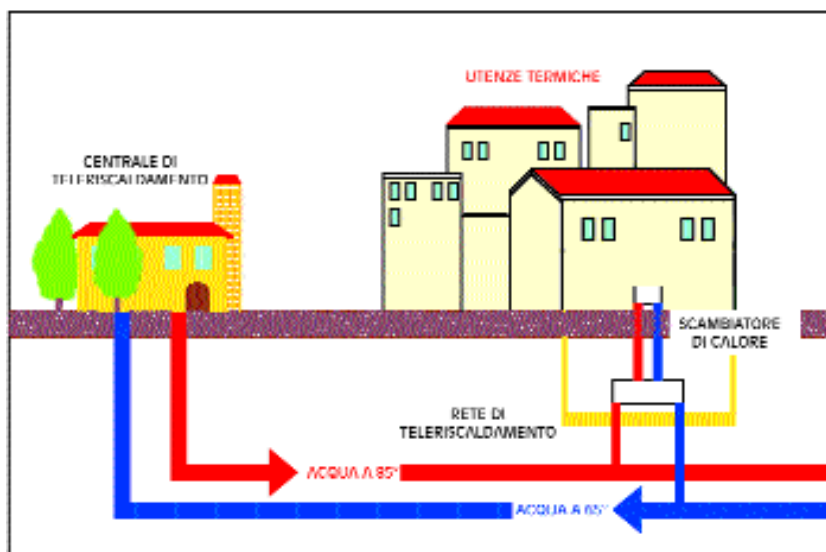 UTENZE TERMICHE
CENTRALE DI
TELERISCALDAMENTO
SCAMBIATORE
DI CALORE
RETE DI
TELERISCALDAMENTO
ACQUA A 85°
ACQUA A 65°